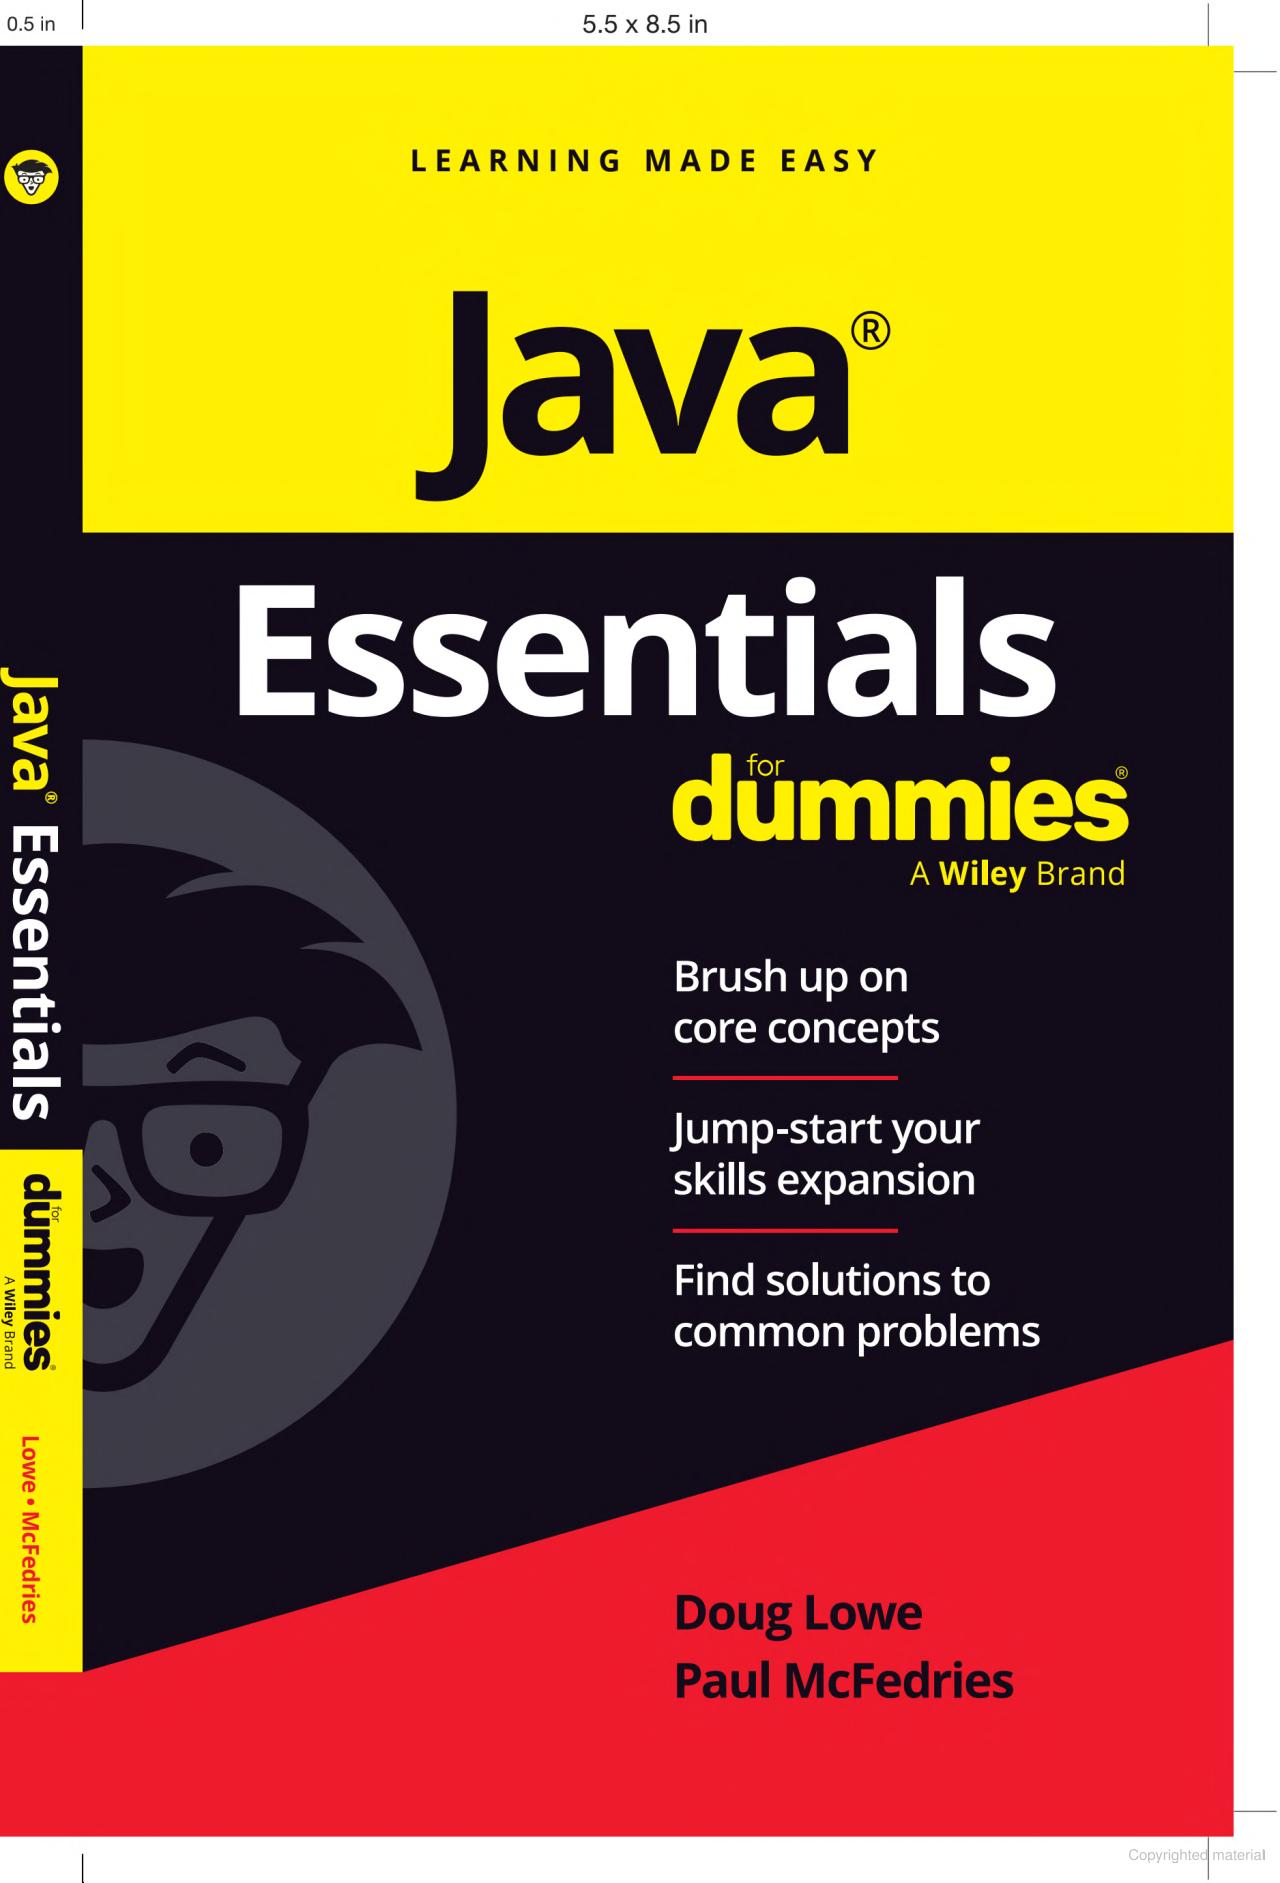 0.5 in
5.5 x 8.5 in
LEARNING MADE EASY
Java®
Essentials
for
dummies®
A Wiley Brand
Brush up on
core concepts
Jump-start your
skills expansion
Find solutions to
common problems
Doug Lowe
Paul McFedries
Java® Essentials
for
dummies®
A Wiley Brand
Lowe • McFedries
Copyrighted material